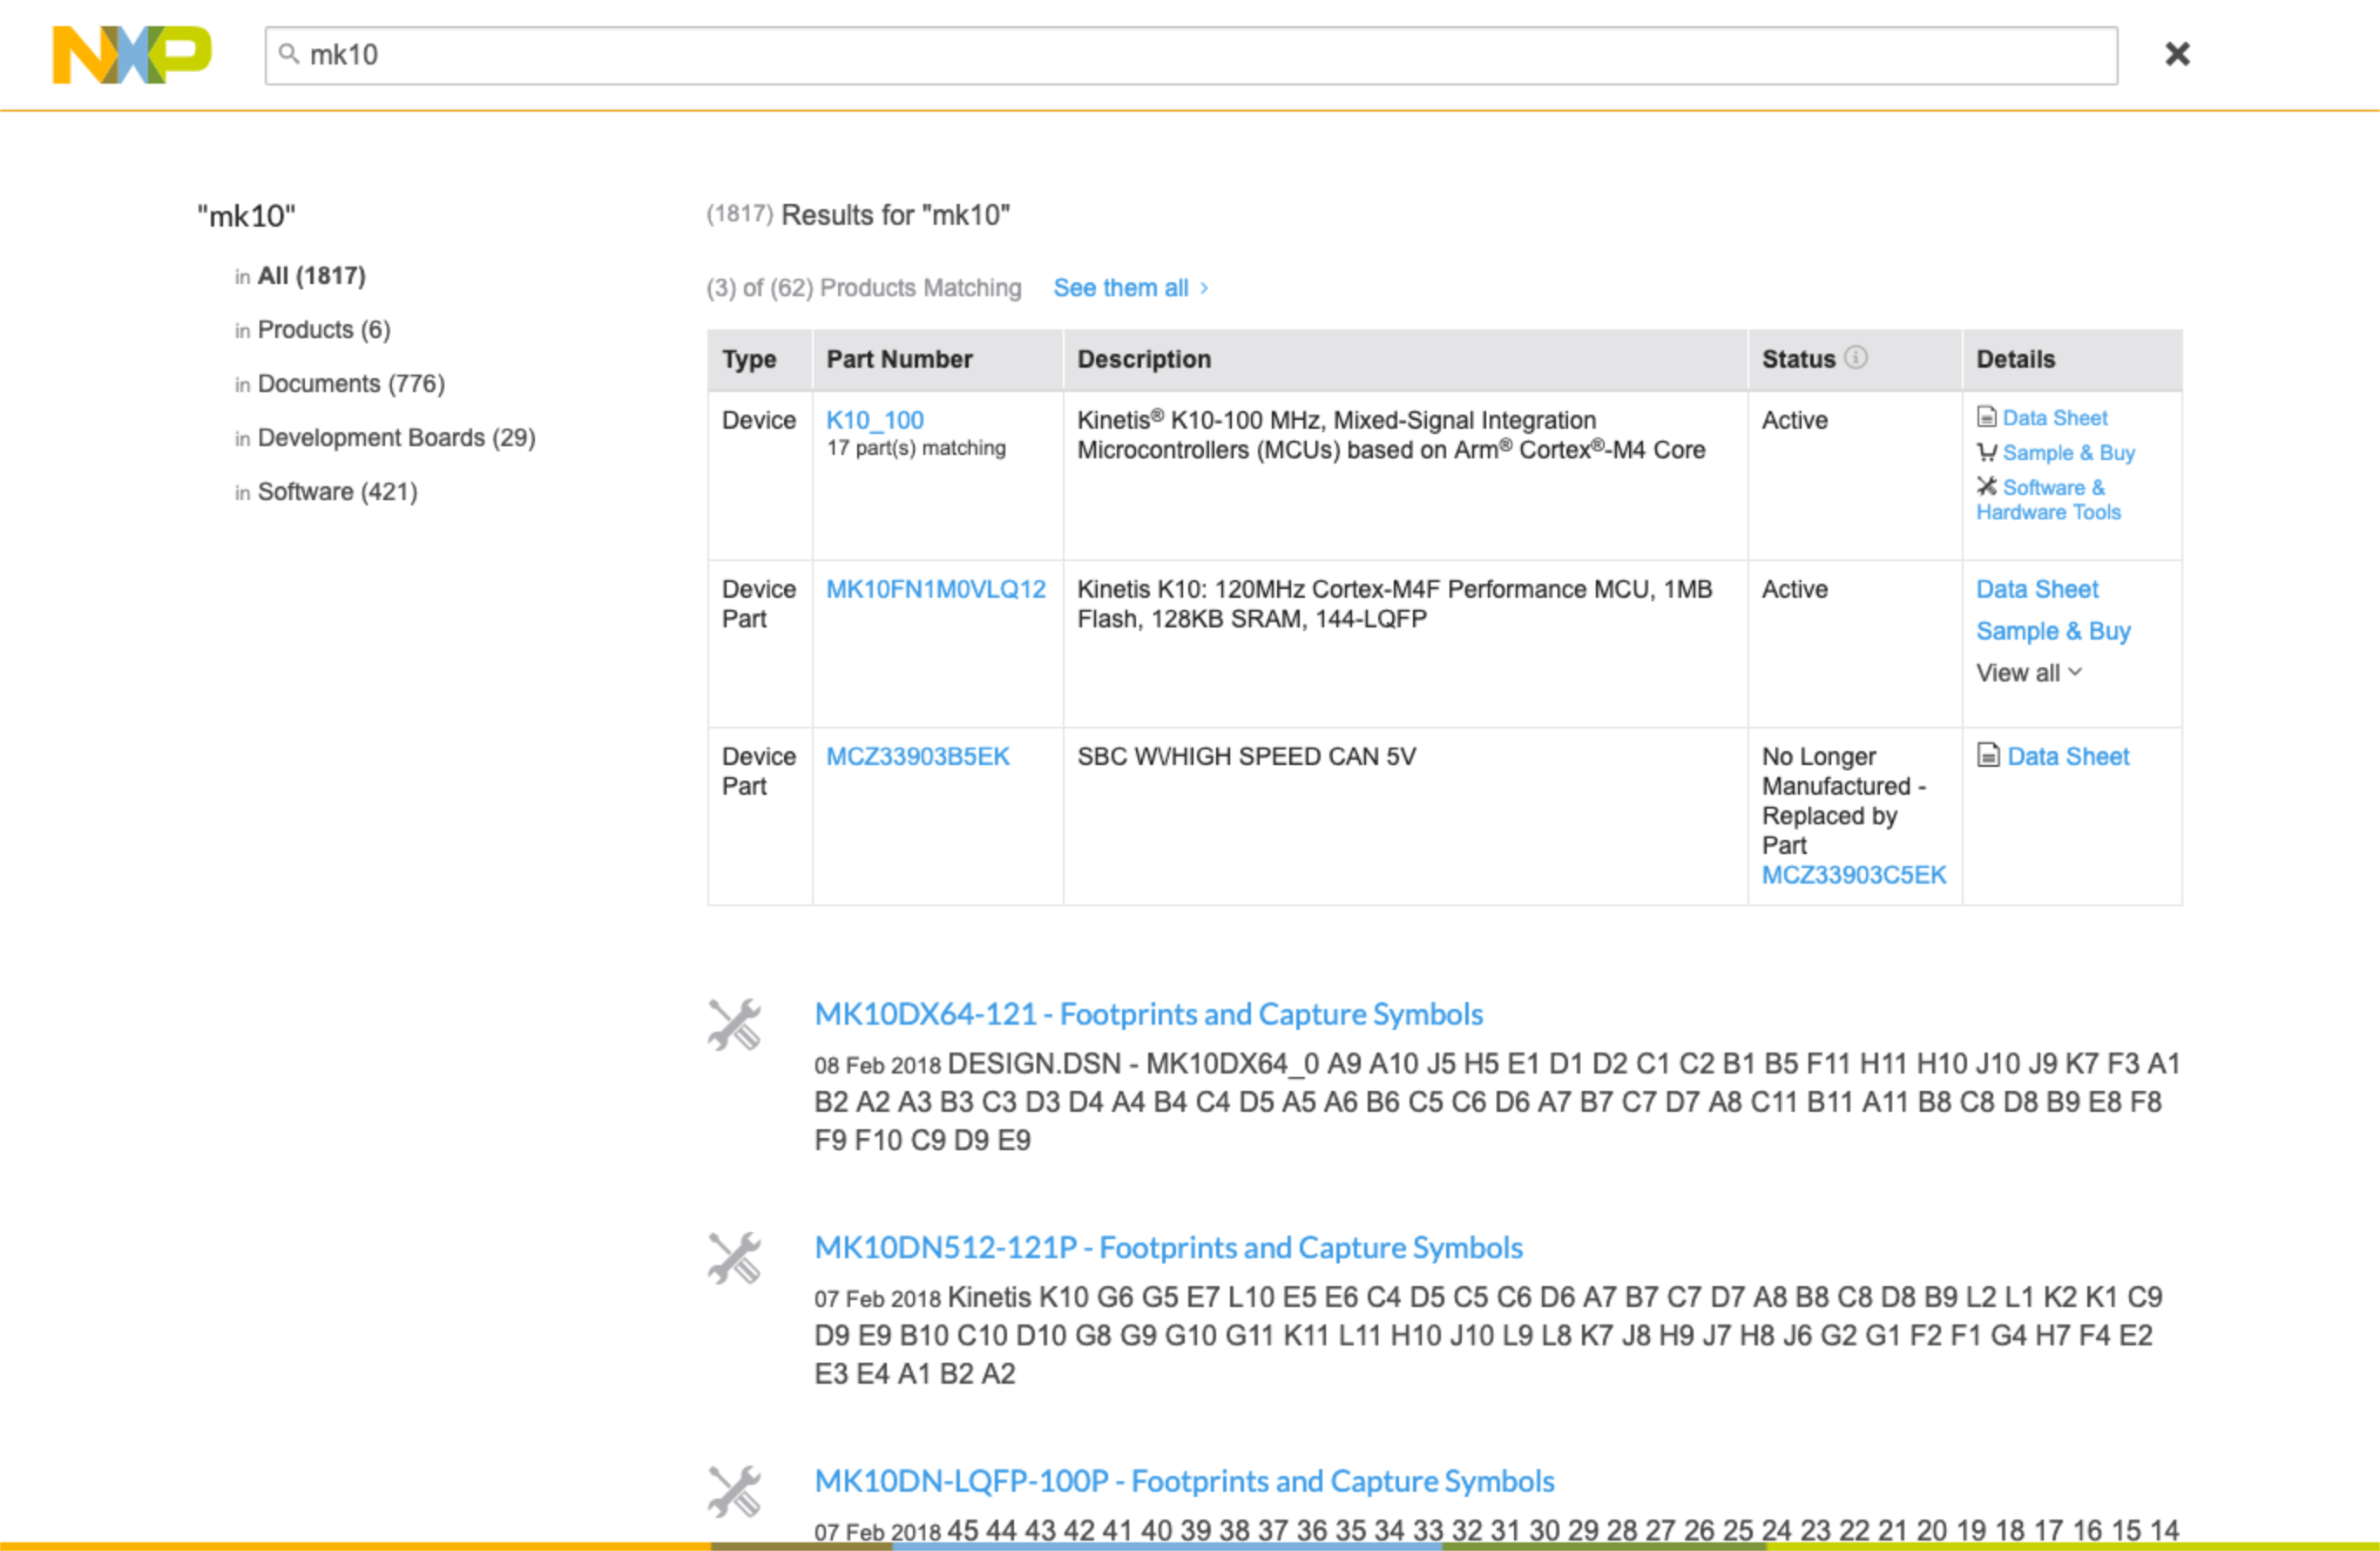 NXP
mk10
"mk10"
in All (1817)
in Products (6)
in Documents (776)
in Development Boards (29)
in Software (421)
(1817) Results for "mk10"
(3) of (62) Products Matching See them all >
Type Part Number Description Status Details
Device K10_100 Kinetis® K10-100 MHz, Mixed-Signal Integration Active Data Sheet
17 part(s) matching Microcontrollers (MCUs) based on Arm® Cortex®-M4 Core Sample & Buy
Software &
Hardware Tools
Device MK10FN1M0VLQ12 Kinetis K10: 120MHz Cortex-M4F Performance MCU, 1MB Active Data Sheet
Part Flash, 128KB SRAM, 144-LQFP Sample & Buy
View all
Device MCZ33903B5EK SBC W\/HIGH SPEED CAN 5V No Longer Data Sheet
Part Manufactured -
Replaced by
Part
MCZ33903C5EK
MK10DX64-121 - Footprints and Capture Symbols
08 Feb 2018 DESIGN.DSN - MK10DX64_0 A9 A10 J5 H5 E1 D1 D2 C1 C2 B1 B5 F11 H11 H10 J10 J9 K7 F3 A1
B2 A2 A3 B3 C3 D3 D4 A4 B4 C4 D5 A5 A6 B6 C5 C6 D6 A7 B7 C7 D7 A8 C11 B11 A11 B8 C8 D8 B9 E8 F8
F9 F10 C9 D9 E9
MK10DN512-121P - Footprints and Capture Symbols
07 Feb 2018 Kinetis K10 G6 G5 E7 L10 E5 E6 C4 D5 C5 C6 D6 A7 B7 C7 D7 A8 B8 C8 D8 B9 L2 L1 K2 K1 C9
D9 E9 B10 C10 D10 G8 G9 G10 G11 K11 L11 H10 J10 L9 L8 K7 J8 H9 J7 H8 J6 G2 G1 F2 F1 G4 H7 F4 E2
E3 E4 A1 B2 A2
MK10DN-LQFP-100P - Footprints and Capture Symbols
07 Feb 2018 45 44 43 42 41 40 39 38 37 36 35 34 33 32 31 30 29 28 27 26 25 24 23 22 21 20 19 18 17 16 15 14